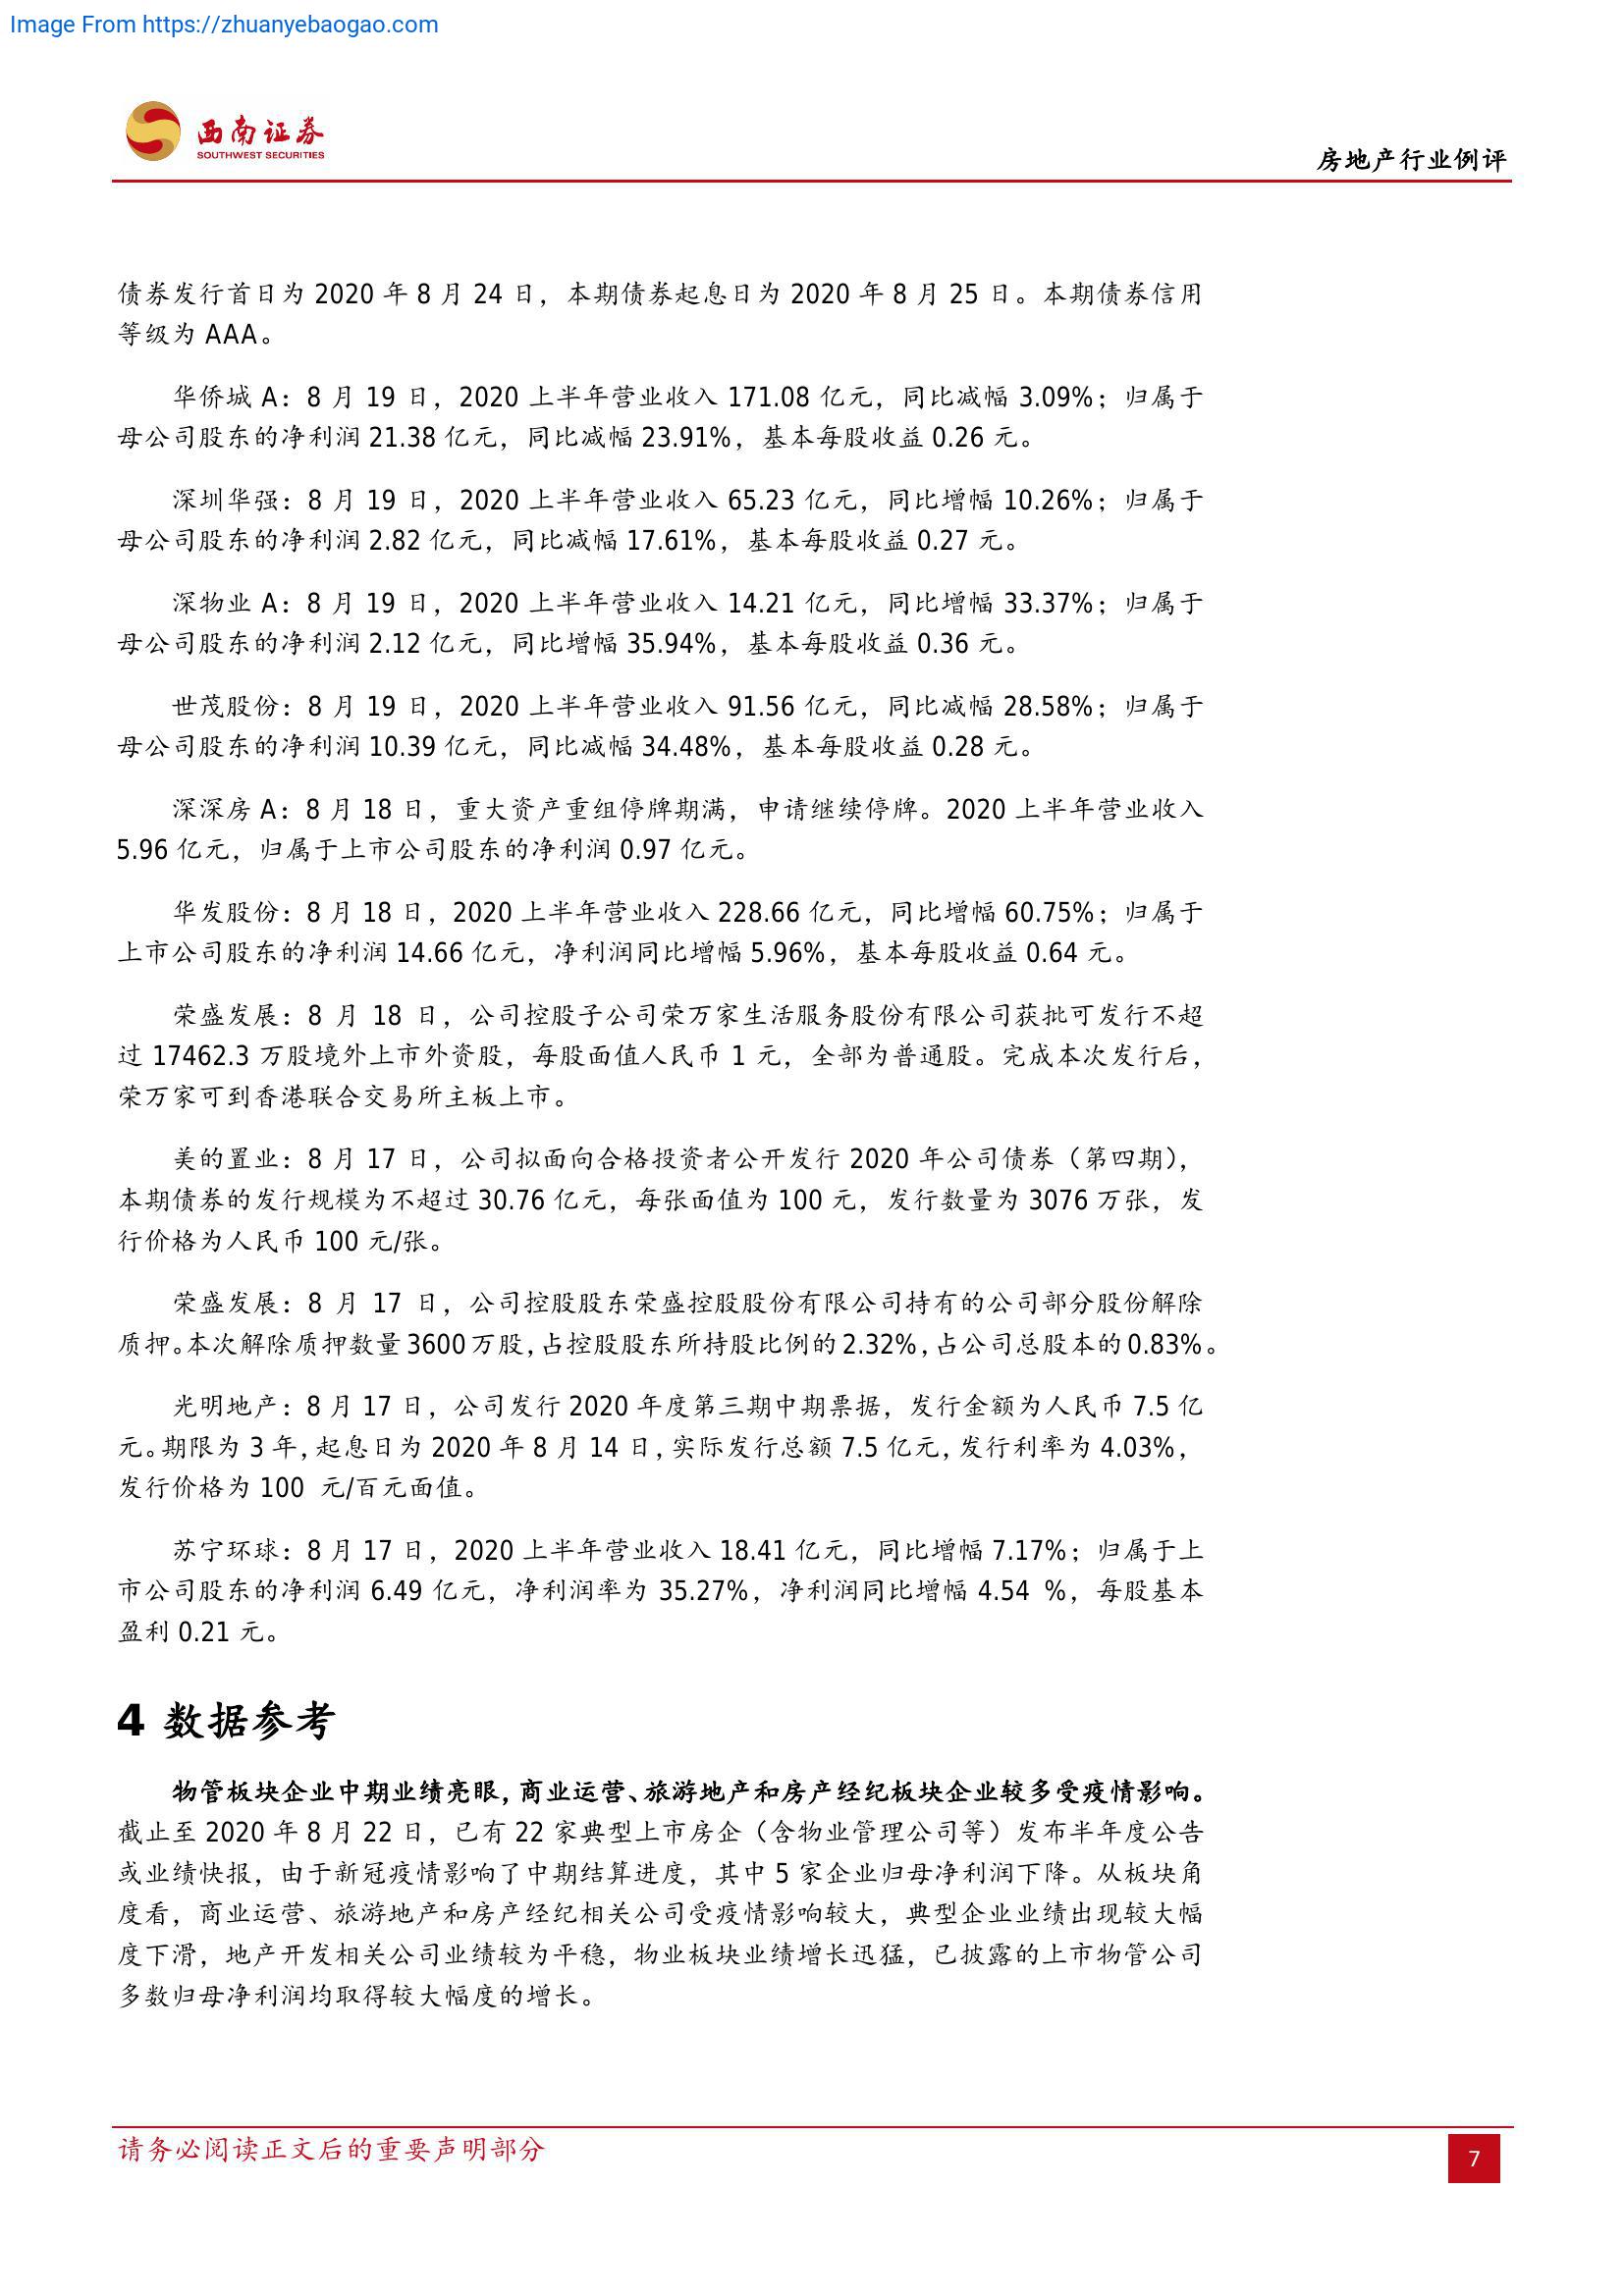 Image From https://zhuanyebaogao.com
西南证券
SOUTHWEST SECURITIES
房地产行业例评
债券发行首日为 2020 年 8 月 24 日，本期债券起息日为 2020 年 8 月 25 日。本期债券信用
等级为 AAA。
华侨城 A：8 月 19 日，2020 上半年营业收入 171.08 亿元，同比减幅 3.09%；归属于
母公司股东的净利润 21.38 亿元，同比减幅 23.91%，基本每股收益 0.26 元。
深圳华强：8 月 19 日，2020 上半年营业收入 65.23 亿元，同比增幅 10.26%；归属于
母公司股东的净利润 2.82 亿元，同比减幅 17.61%，基本每股收益 0.27 元。
深物业 A：8 月 19 日，2020 上半年营业收入 14.21 亿元，同比增幅 33.37%；归属于
母公司股东的净利润 2.12 亿元，同比增幅 35.94%，基本每股收益 0.36 元。
世茂股份：8 月 19 日，2020 上半年营业收入 91.56 亿元，同比减幅 28.58%；归属于
母公司股东的净利润 10.39 亿元，同比减幅 34.48%，基本每股收益 0.28 元。
深深房 A：8 月 18 日，重大资产重组停牌期满，申请继续停牌。2020 上半年营业收入
5.96 亿元，归属于上市公司股东的净利润 0.97 亿元。
华发股份：8 月 18 日，2020 上半年营业收入 228.66 亿元，同比增幅 60.75%；归属于
上市公司股东的净利润 14.66 亿元，净利润同比增幅 5.96%，基本每股收益 0.64 元。
荣盛发展：8 月 18 日，公司控股子公司荣万家生活服务股份有限公司获批可发行不超
过 17462.3 万股境外上市外资股，每股面值人民币 1 元，全部为普通股。完成本次发行后，
荣万家可到香港联合交易所主板上市。
美的置业：8 月 17 日，公司拟面向合格投资者公开发行 2020 年公司债券（第四期），
本期债券的发行规模为不超过 30.76 亿元，每张面值为 100 元，发行数量为 3076 万张，发
行价格为人民币 100 元/张。
荣盛发展：8 月 17 日，公司控股股东荣盛控股股份有限公司持有的公司部分股份解除
质押。本次解除质押数量 3600 万股，占控股股东所持股比例的 2.32%，占公司总股本的 0.83%。
光明地产：8 月 17 日，公司发行 2020 年度第三期中期票据，发行金额为人民币 7.5 亿
元。期限为 3 年，起息日为 2020 年 8 月 14 日，实际发行总额 7.5 亿元，发行利率为 4.03%，
发行价格为 100 元/百元面值。
苏宁环球：8 月 17 日，2020 上半年营业收入 18.41 亿元，同比增幅 7.17%；归属于上
市公司股东的净利润 6.49 亿元，净利润率为 35.27%，净利润同比增幅 4.54 %，每股基本
盈利 0.21 元。
4 数据参考
物管板块企业中期业绩亮眼，商业运营、旅游地产和房产经纪板块企业较多受疫情影响。
截止至 2020 年 8 月 22 日，已有 22 家典型上市房企（含物业管理公司等）发布半年度公告
或业绩快报，由于新冠疫情影响了中期结算进度，其中 5 家企业归母净利润下降。从板块角
度看，商业运营、旅游地产和房产经纪相关公司受疫情影响较大，典型企业业绩出现较大幅
度下滑，地产开发相关公司业绩较为平稳，物业板块业绩增长迅猛，已披露的上市物管公司
多数归母净利润均取得较大幅度的增长。
请务必阅读正文后的重要声明部分
7